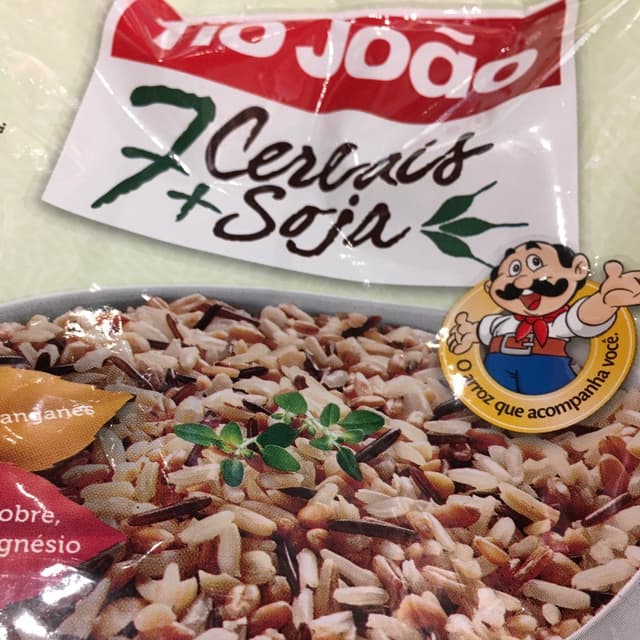 Tio João
7 Cereais
+ Soja
O arroz que acompanha você.
anganês
obre,
gnésio